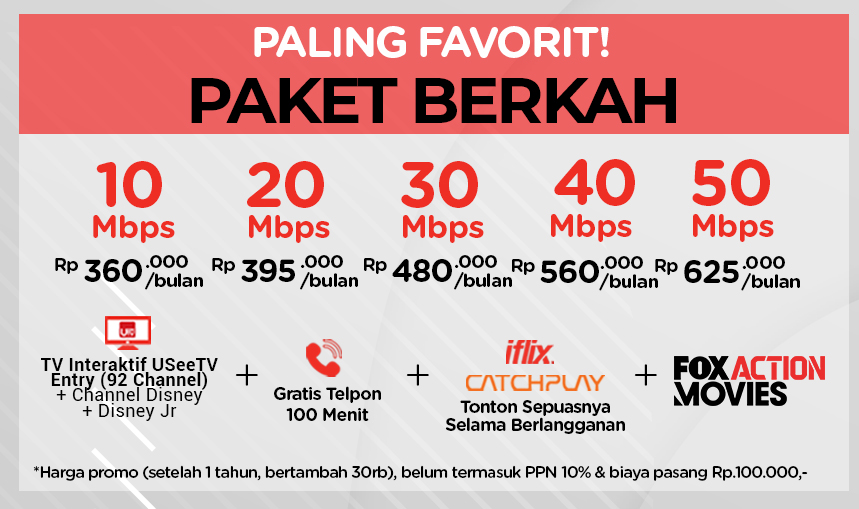 PALING FAVORIT!
PAKET BERKAH
10 20 30 40 50
Mbps Mbps Mbps Mbps Mbps
Rp 360.000/bulan Rp 395.000/bulan Rp 480.000/bulan Rp 560.000/bulan Rp 625.000/bulan
TV Interaktif USeeTV
Entry (92 Channel)
+ Channel Disney
+ Disney Jr
+
Gratis Telpon
100 Menit
+
iflix.
CATCHPLAY
Tonton Sepuasnya
Selama Berlangganan
+
FOX ACTION
MOVIES
*Harga promo (setelah 1 tahun, bertambah 30rb), belum termasuk PPN 10% & biaya pasang Rp.100.000,-